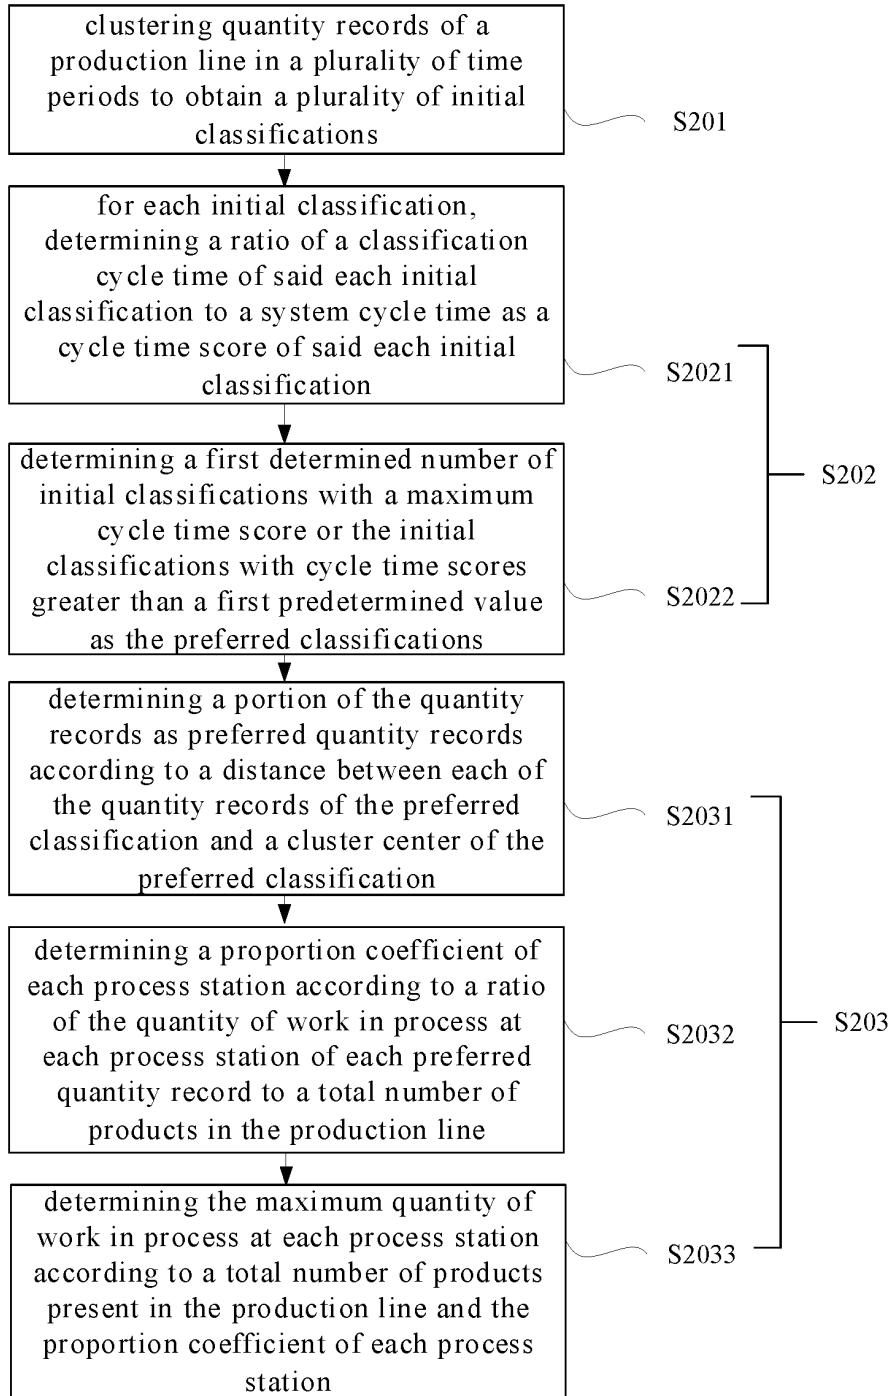 clustering quantity records of a
production line in a plurality of time
periods to obtain a plurality of initial
classifications
S201
for each initial classification,
determining a ratio of a classification
cycle time of said each initial
classification to a system cycle time as a
cycle time score of said each initial
classification
S2021
determining a first determined number of
initial classifications with a maximum
cycle time score or the initial
classifications with cycle time scores
greater than a first predetermined value
as the preferred classifications
S2022
S202
determining a portion of the quantity
records as preferred quantity records
according to a distance between each of
the quantity records of the preferred
classification and a cluster center of the
preferred classification
S2031
determining a proportion coefficient of
each process station according to a ratio
of the quantity of work in process at
each process station of each preferred
quantity record to a total number of
products in the production line
S2032
S203
determining the maximum quantity of
work in process at each process station
according to a total number of products
present in the production line and the
proportion coefficient of each process
station
S2033